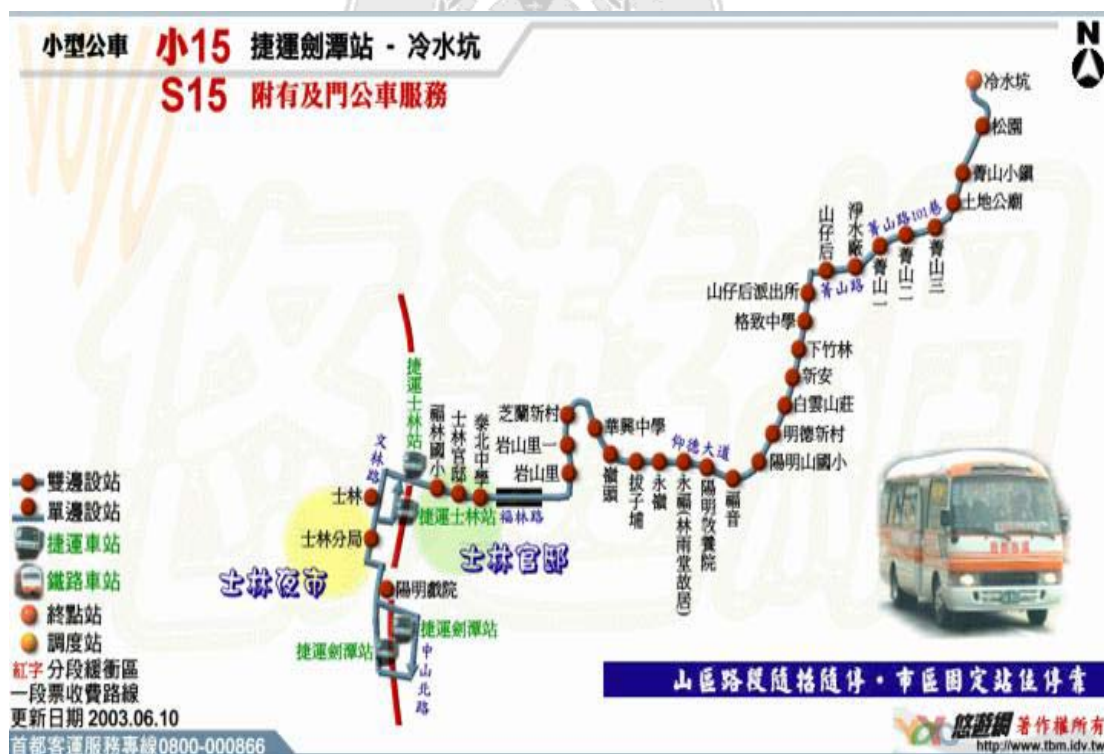 小型公車 小15 捷運劍潭站 - 冷水坑
S15 附有及門公車服務
N
冷水坑
松園
菁山小鎮
土地公廟
菁山路101巷
菁山三
菁山二
菁山一
淨水廠
山仔后
菁山路
山仔后派出所
格致中學
下竹林
新安
白雲山莊
明德新村
陽明山國小
福音
仰德大道
陽明教養院
永福(林雨堂故居)
永嶺
拔子埔
嶺頭
華興中學
芝蘭新村
岩山里一
岩山里
福林路
泰北中學
士林官邸
福林國小
捷運士林站
捷運士林站
文林路
士林
士林分局
士林夜市
士林官邸
陽明戲院
捷運劍潭站
捷運劍潭站
中山北路
雙邊設站
單邊設站
捷運車站
鐵路車站
終點站
調度站
紅字 分段緩衝區
一段票收費路線
更新日期 2003.06.10
首都客運服務專線0800-000866
山區路段隨招隨停・市區固定站位停靠
悠遊網 著作權所有
http://www.tbm.idv.tw